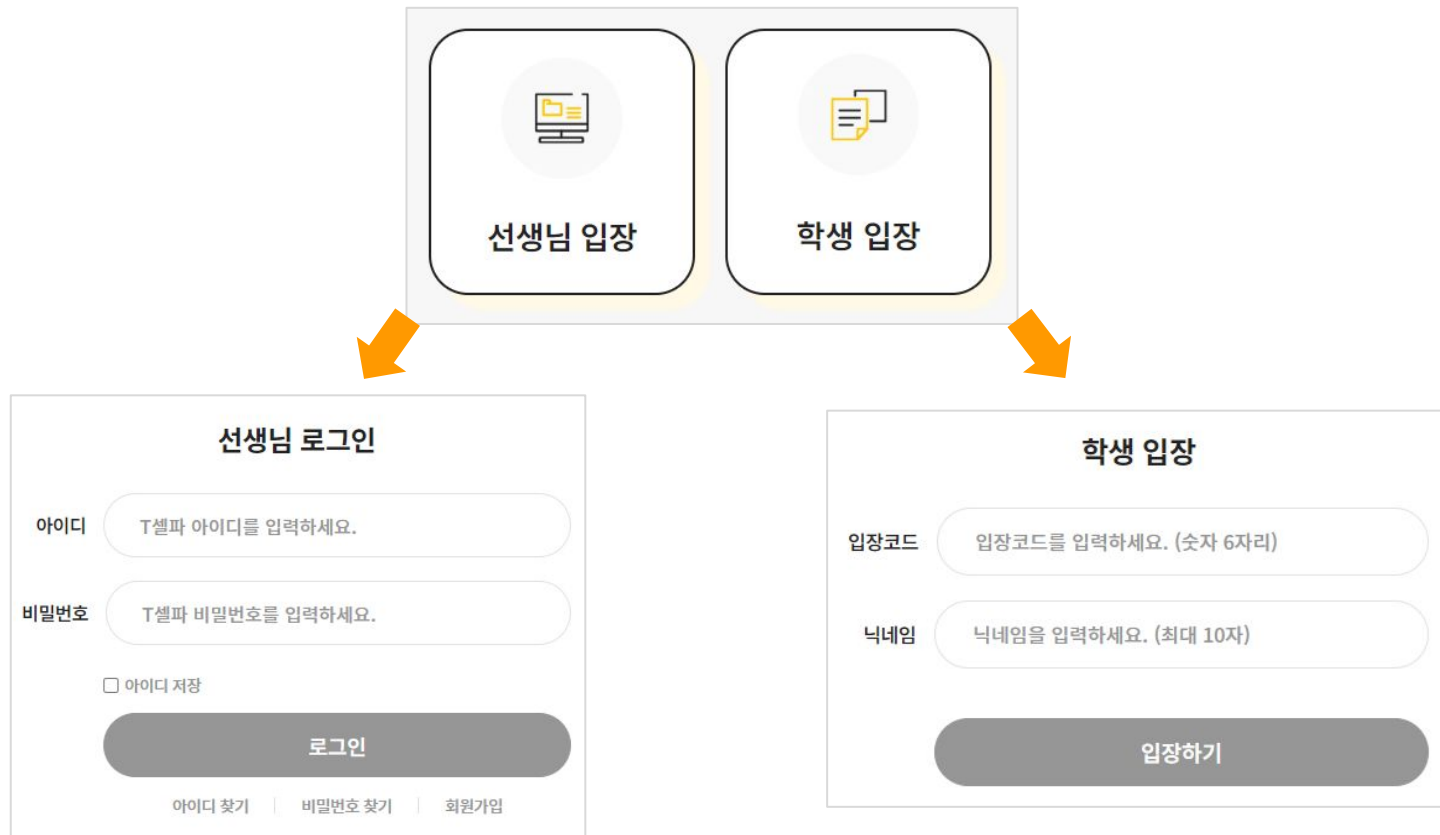 선생님 입장
학생 입장
선생님 로그인
아이디
T셀파 아이디를 입력하세요.
비밀번호
T셀파 비밀번호를 입력하세요.
아이디 저장
로그인
아이디 찾기
비밀번호 찾기
회원가입
학생 입장
입장코드
입장코드를 입력하세요. (숫자 6자리)
닉네임
닉네임을 입력하세요. (최대 10자)
입장하기